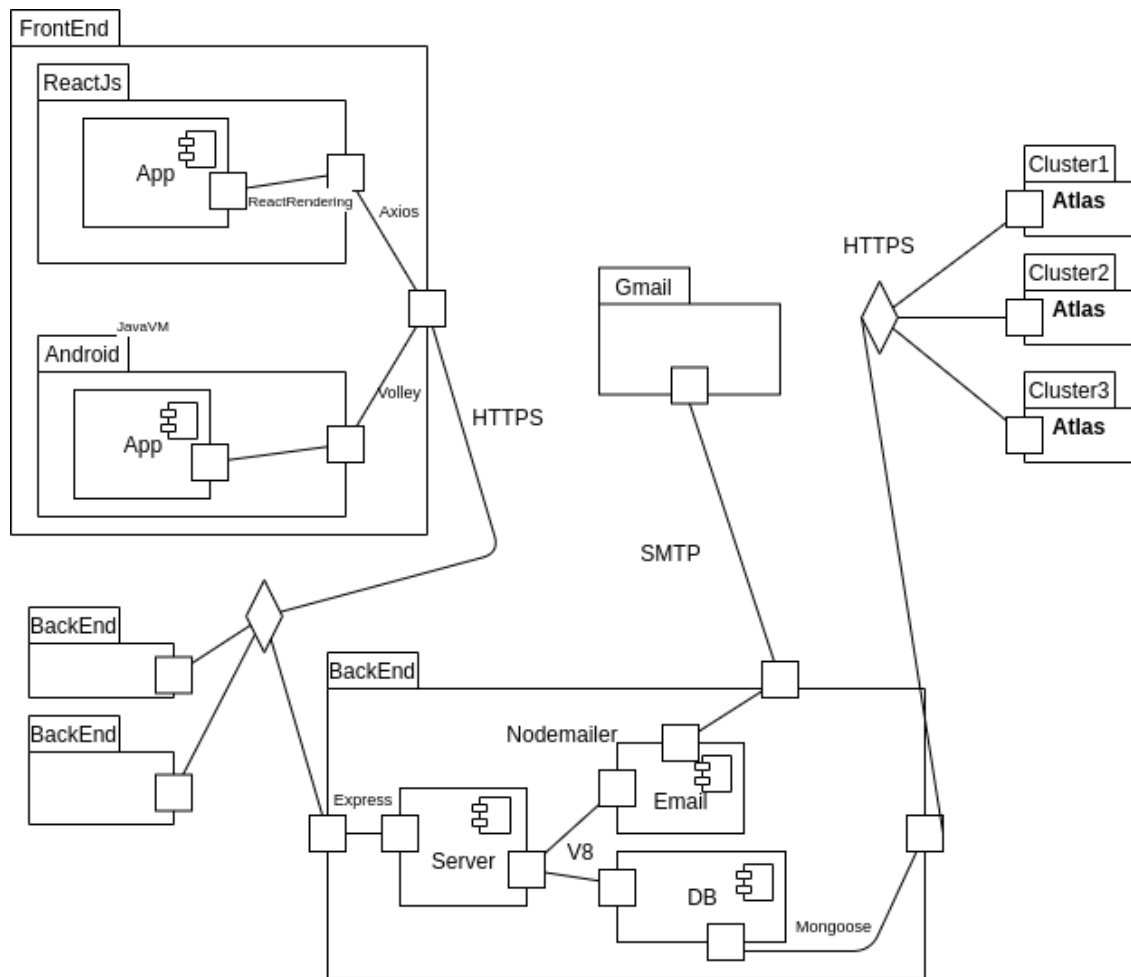 FrontEnd
ReactJs
App
ReactRendering
Axios
JavaVM
Android
App
Volley
HTTPS
Gmail
SMTP
HTTPS
Cluster1
Atlas
Cluster2
Atlas
Cluster3
Atlas
BackEnd
BackEnd
BackEnd
Nodemailer
Email
Express
Server
V8
DB
Mongoose